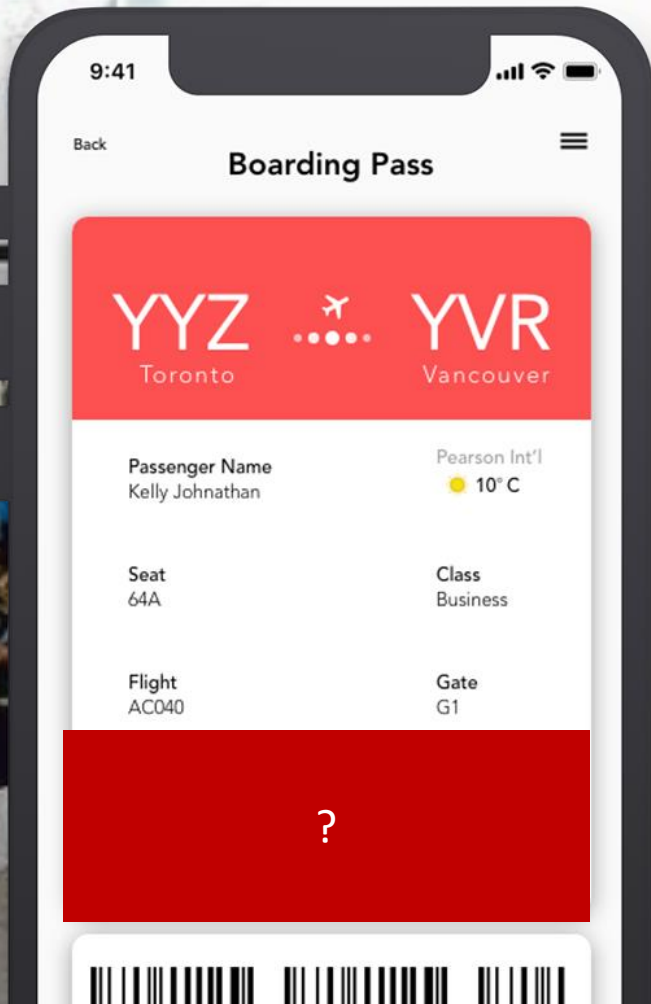 9:41
Back
Boarding Pass
YYZ YVR
Toronto Vancouver
Passenger Name Pearson Int'l
Kelly Johnathan 10° C
Seat Class
64A Business
Flight Gate
AC040 G1
?